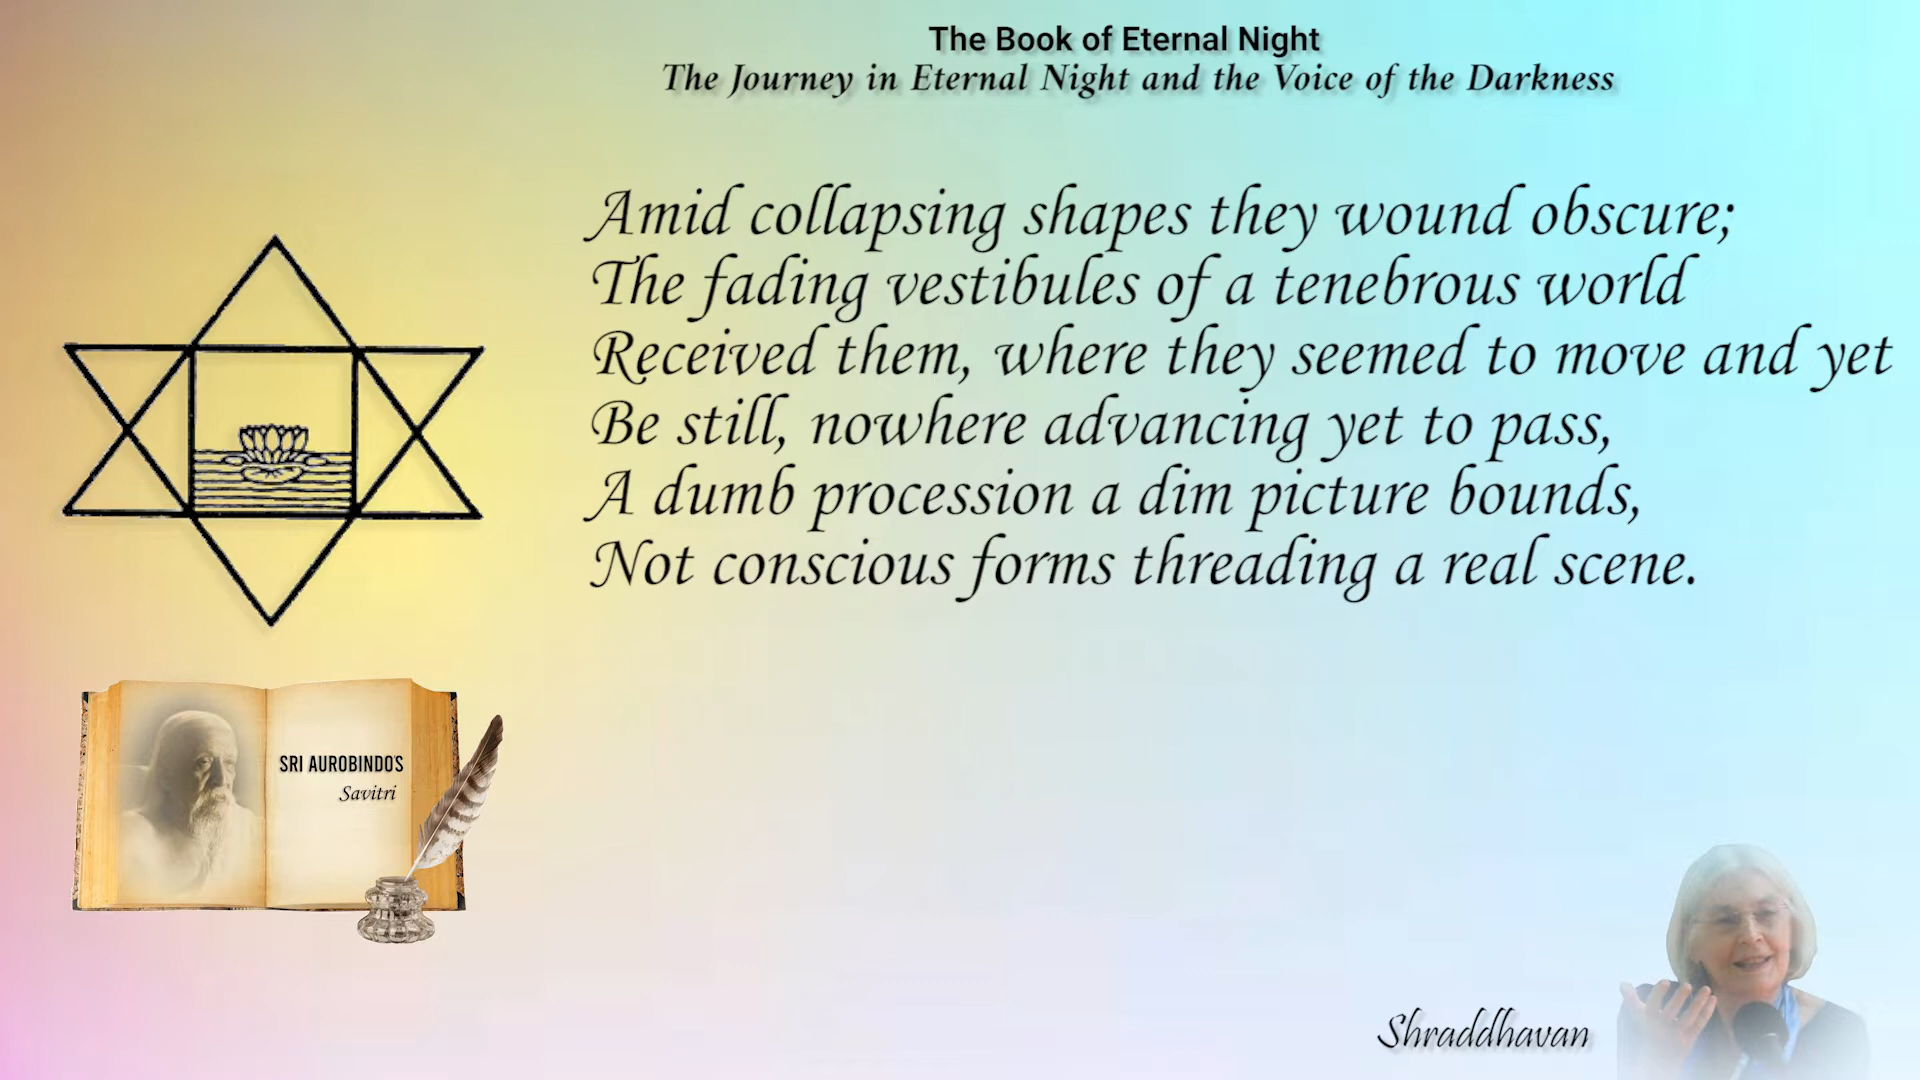 The Book of Eternal Night
The Journey in Eternal Night and the Voice of the Darkness
Amid collapsing shapes they wound obscure;
The fading vestibules of a tenebrous world
Received them, where they seemed to move and yet
Be still, nowhere advancing yet to pass,
A dumb procession a dim picture bounds,
Not conscious forms threading a real scene.
SRI AUROBINDO'S
Savitri
Shraddhavan